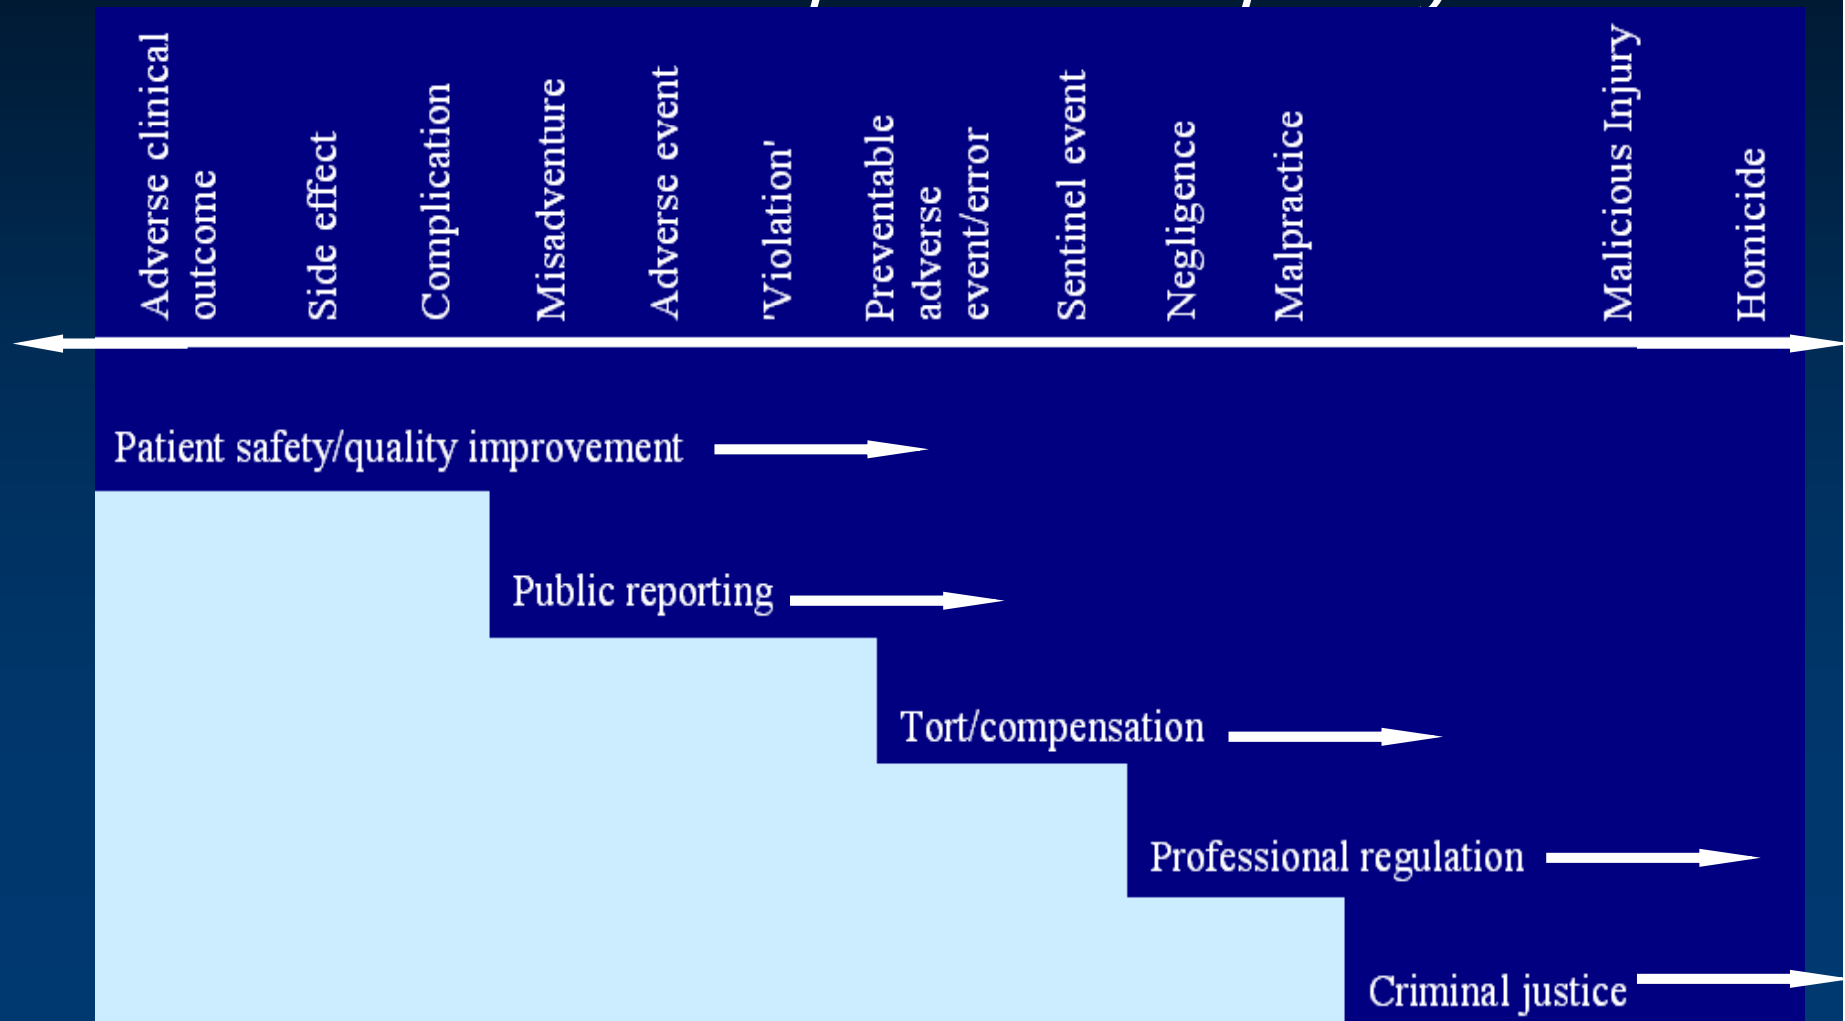 Adverse clinical
outcome
Side effect
Complication
Misadventure
Adverse event
'Violation'
Preventable
adverse
event/error
Sentinel event
Negligence
Malpractice
Malicious Injury
Homicide
Patient safety/quality improvement
Public reporting
Tort/compensation
Professional regulation
Criminal justice